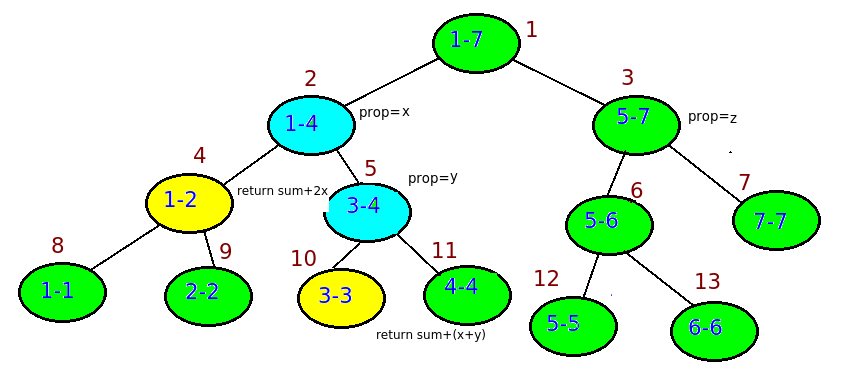 1-7 1
2 3
1-4 prop=x 5-7 prop=z
4 5
1-2 return sum+2x 3-4 prop=y
6 7
5-6 7-7
8 9 10 11
1-1 2-2 3-3 4-4
12 13
5-5 6-6
return sum+(x+y)